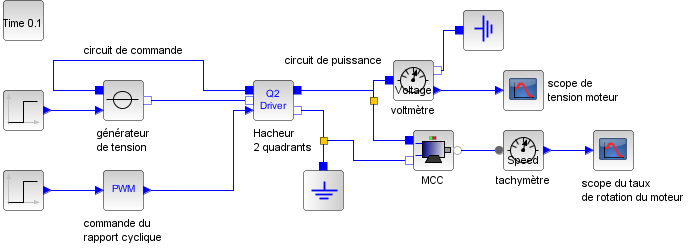 Time 0.1
circuit de commande
circuit de puissance
Voltage
voltmètre
scope de
tension moteur
Q2
Driver
générateur
de tension
Hacheur
2 quadrants
MCC
Speed
tachymètre
scope du taux
de rotation du moteur
PWM
commande du
rapport cyclique